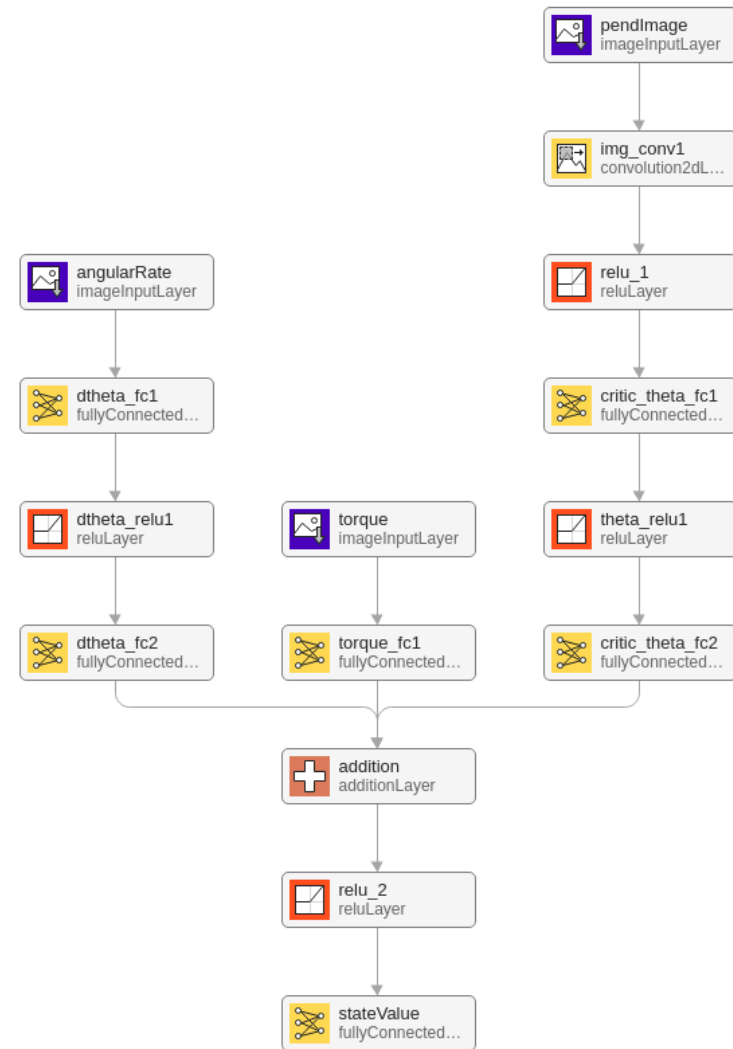 pendImage
imageInputLayer
img_conv1
convolution2dL...
angularRate
imageInputLayer
relu_1
reluLayer
dtheta_fc1
fullyConnected...
critic_theta_fc1
fullyConnected...
dtheta_relu1
reluLayer
torque
imageInputLayer
theta_relu1
reluLayer
dtheta_fc2
fullyConnected...
torque_fc1
fullyConnected...
critic_theta_fc2
fullyConnected...
addition
additionLayer
relu_2
reluLayer
stateValue
fullyConnected...